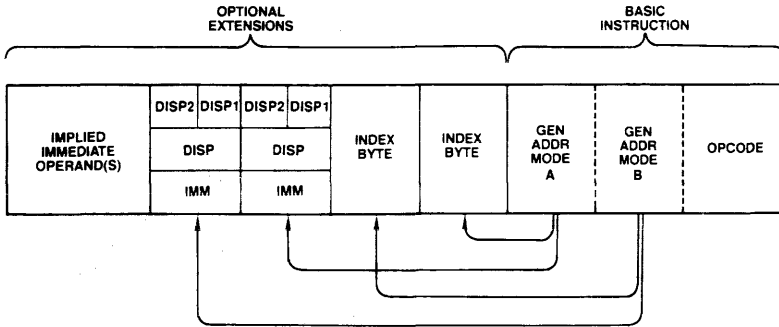 OPTIONAL
EXTENSIONS
BASIC
INSTRUCTION
IMPLIED
IMMEDIATE
OPERAND(S)
DISP2 DISP1
DISP
IMM
DISP2 DISP1
DISP
IMM
INDEX
BYTE
INDEX
BYTE
GEN
ADDR
MODE
A
GEN
ADDR
MODE
B
OPCODE